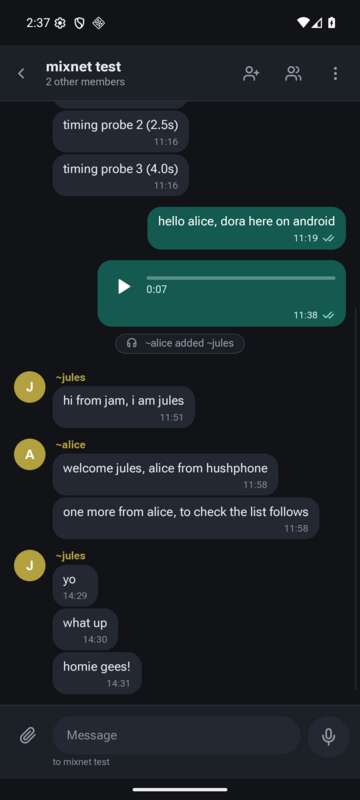 2:37
mixnet test
2 other members
timing probe 2 (2.5s)
11:16
timing probe 3 (4.0s)
11:16
hello alice, dora here on android
11:19
0:07
11:38
~alice added ~jules
~jules
J
hi from jam, i am jules
11:51
~alice
A
welcome jules, alice from hushphone
11:58
one more from alice, to check the list follows
11:58
~jules
J
yo
14:29
what up
14:30
homie gees!
14:31
Message
to mixnet test